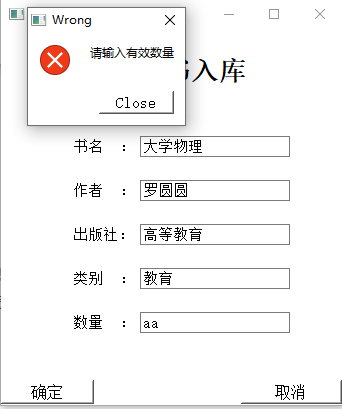 Wrong
请输入有效数量
Close
入库
书名 : 大学物理
作者 : 罗圆圆
出版社: 高等教育
类别 : 教育
数量 : aa
确定
取消